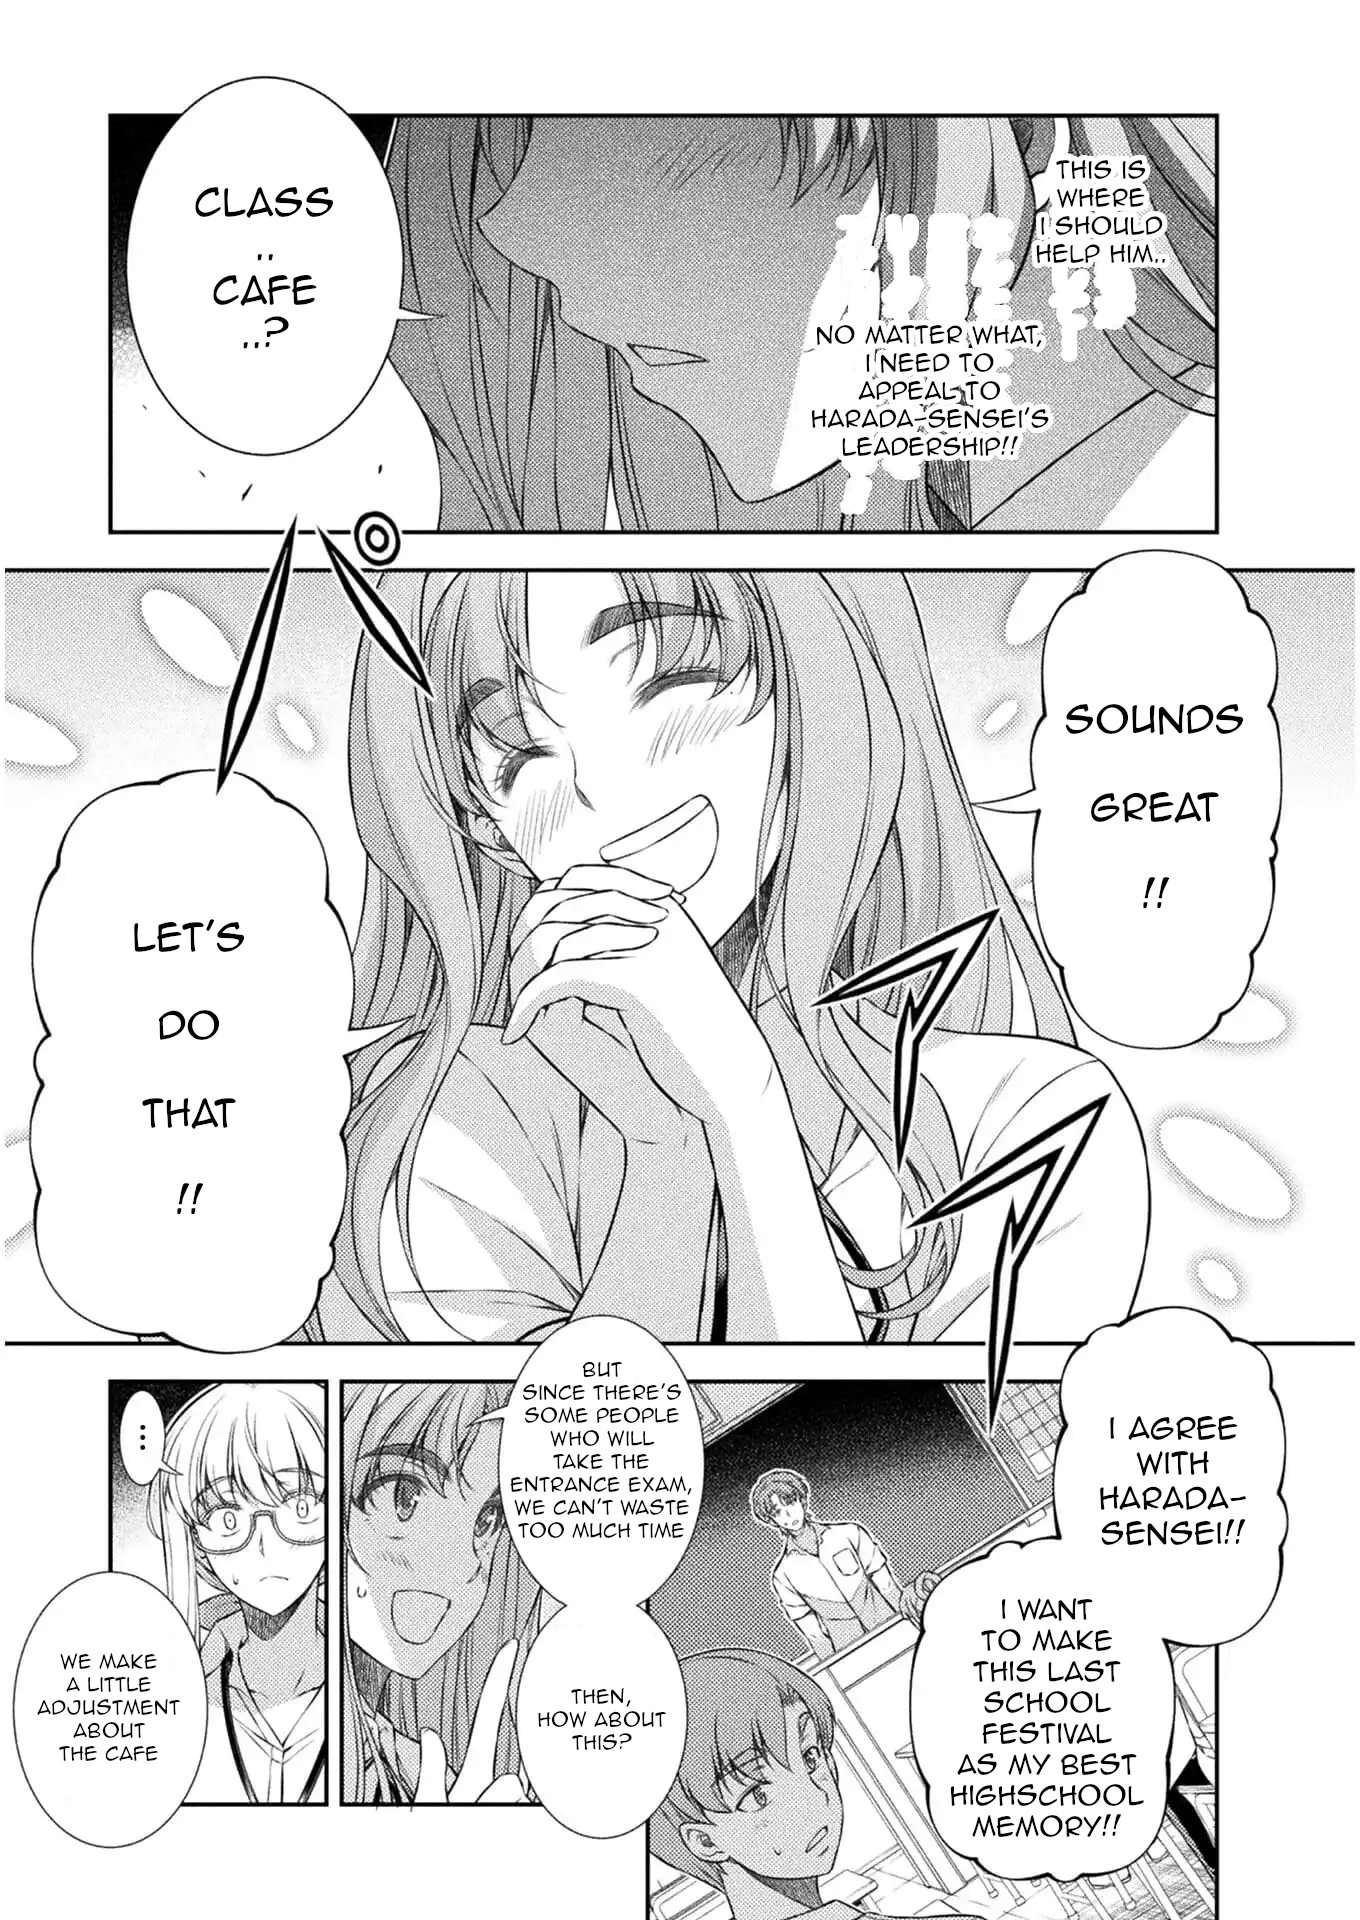 THIS IS
WHERE
I SHOULD
HELP HIM..
NO MATTER WHAT,
I NEED TO
APPEAL TO
HARADA-SENSEI'S
LEADERSHIP!!
CLASS
..
CAFE
..?
SOUNDS
GREAT
!!
LET'S
DO
THAT
!!
I AGREE
WITH
HARADA-
SENSEI!!
I WANT
TO MAKE
THIS LAST
SCHOOL
FESTIVAL
AS MY BEST
HIGHSCHOOL
MEMORY!!
BUT
SINCE THERE'S
SOME PEOPLE
WHO WILL
TAKE THE
ENTRANCE EXAM,
WE CAN'T WASTE
TOO MUCH TIME
THEN,
HOW ABOUT
THIS?
...
WE MAKE
A LITTLE
ADJUSTMENT
ABOUT
THE CAFE